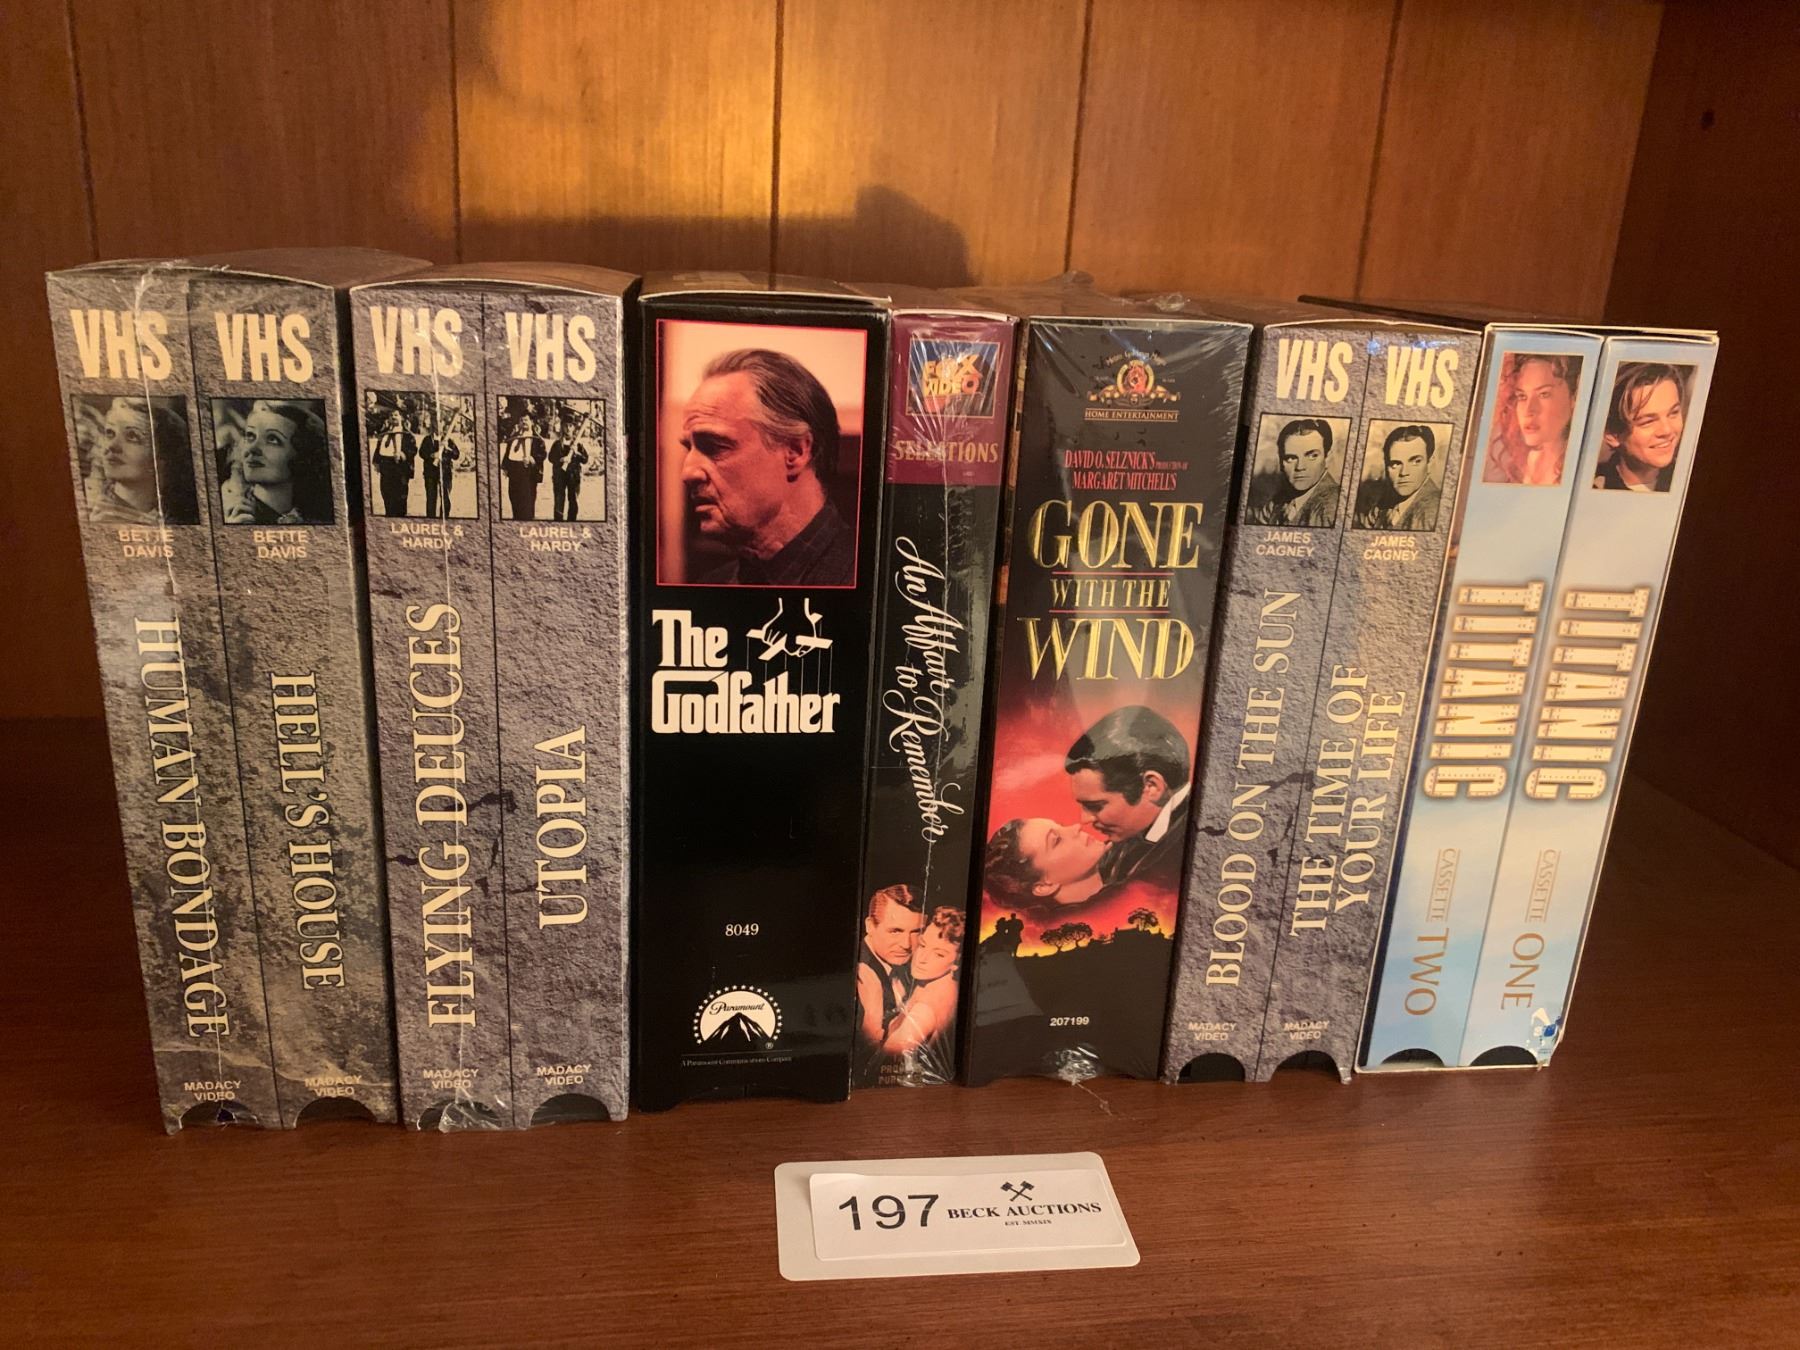 VHS
BETTE
DAVIS
HUMAN BONDAGE
MADACY
VIDEO
VHS
BETTE
DAVIS
HELL'S HOUSE
MADACY
VIDEO
VHS
LAUREL &
HARDY
FLYING DEUCES
MADACY
VIDEO
VHS
LAUREL &
HARDY
UTOPIA
MADACY
VIDEO
The
Godfather
8049
Paramount
A Paramount Communications Company
FOX
VIDEO
SELECTIONS
An Affair
to Remember
HOME ENTERTAINMENT
DAVID O. SELZNICK'S PRODUCTION OF
MARGARET MITCHELL'S
GONE
WITH THE
WIND
207199
VHS
JAMES
CAGNEY
BLOOD ON THE SUN
MADACY
VIDEO
VHS
JAMES
CAGNEY
THE TIME OF
YOUR LIFE
MADACY
VIDEO
TITANIC
CASSETTE TWO
TITANIC
CASSETTE ONE
197 BECK AUCTIONS
EST. MMXIX